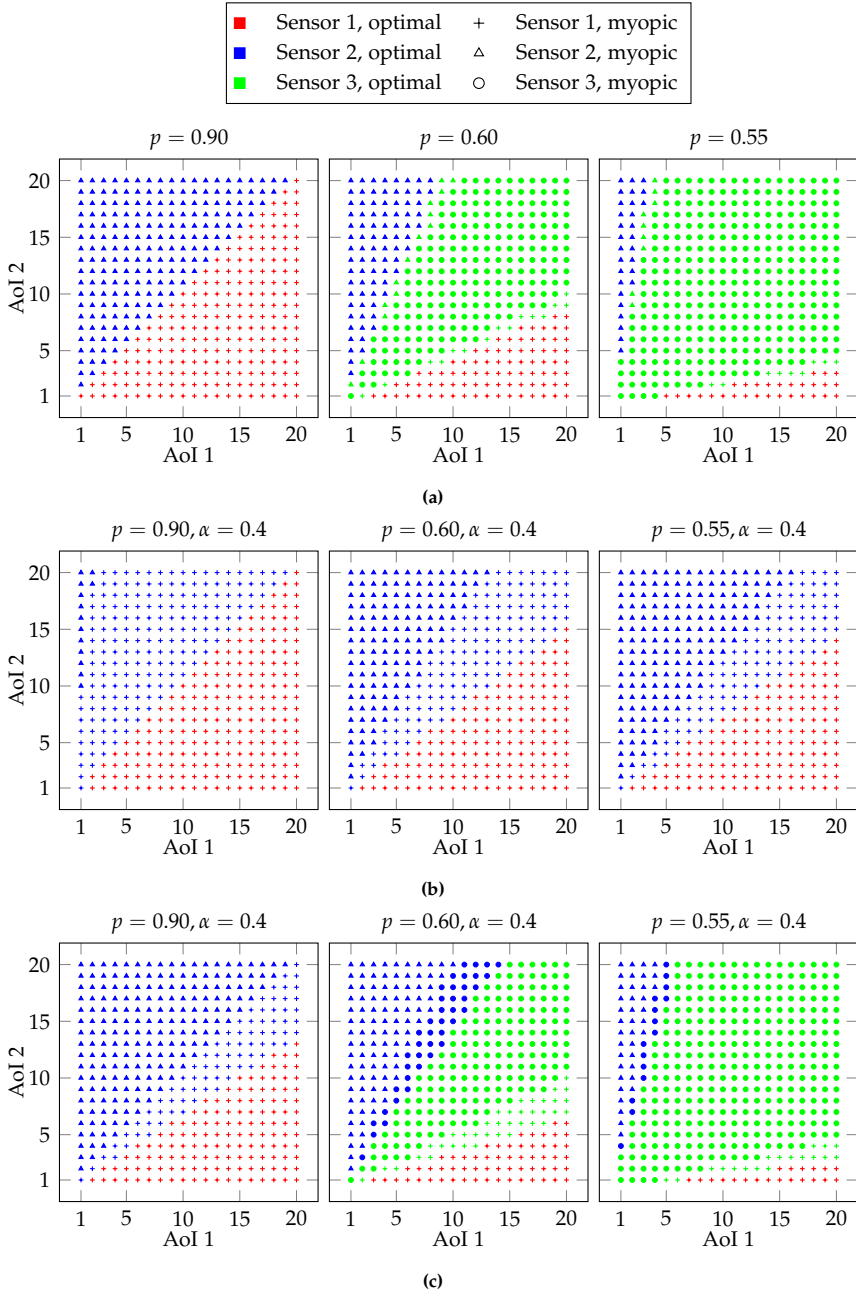 Sensor 1, optimal + Sensor 1, myopic
Sensor 2, optimal △ Sensor 2, myopic
Sensor 3, optimal ○ Sensor 3, myopic
p = 0.90 p = 0.60 p = 0.55
20
15
10
5
1
AoI 2
1 5 10 15 20 1 5 10 15 20 1 5 10 15 20
AoI 1 AoI 1 AoI 1
(a)
p = 0.90, α = 0.4 p = 0.60, α = 0.4 p = 0.55, α = 0.4
20
15
10
5
1
AoI 2
1 5 10 15 20 1 5 10 15 20 1 5 10 15 20
AoI 1 AoI 1 AoI 1
(b)
p = 0.90, α = 0.4 p = 0.60, α = 0.4 p = 0.55, α = 0.4
20
15
10
5
1
AoI 2
1 5 10 15 20 1 5 10 15 20 1 5 10 15 20
AoI 1 AoI 1 AoI 1
(c)